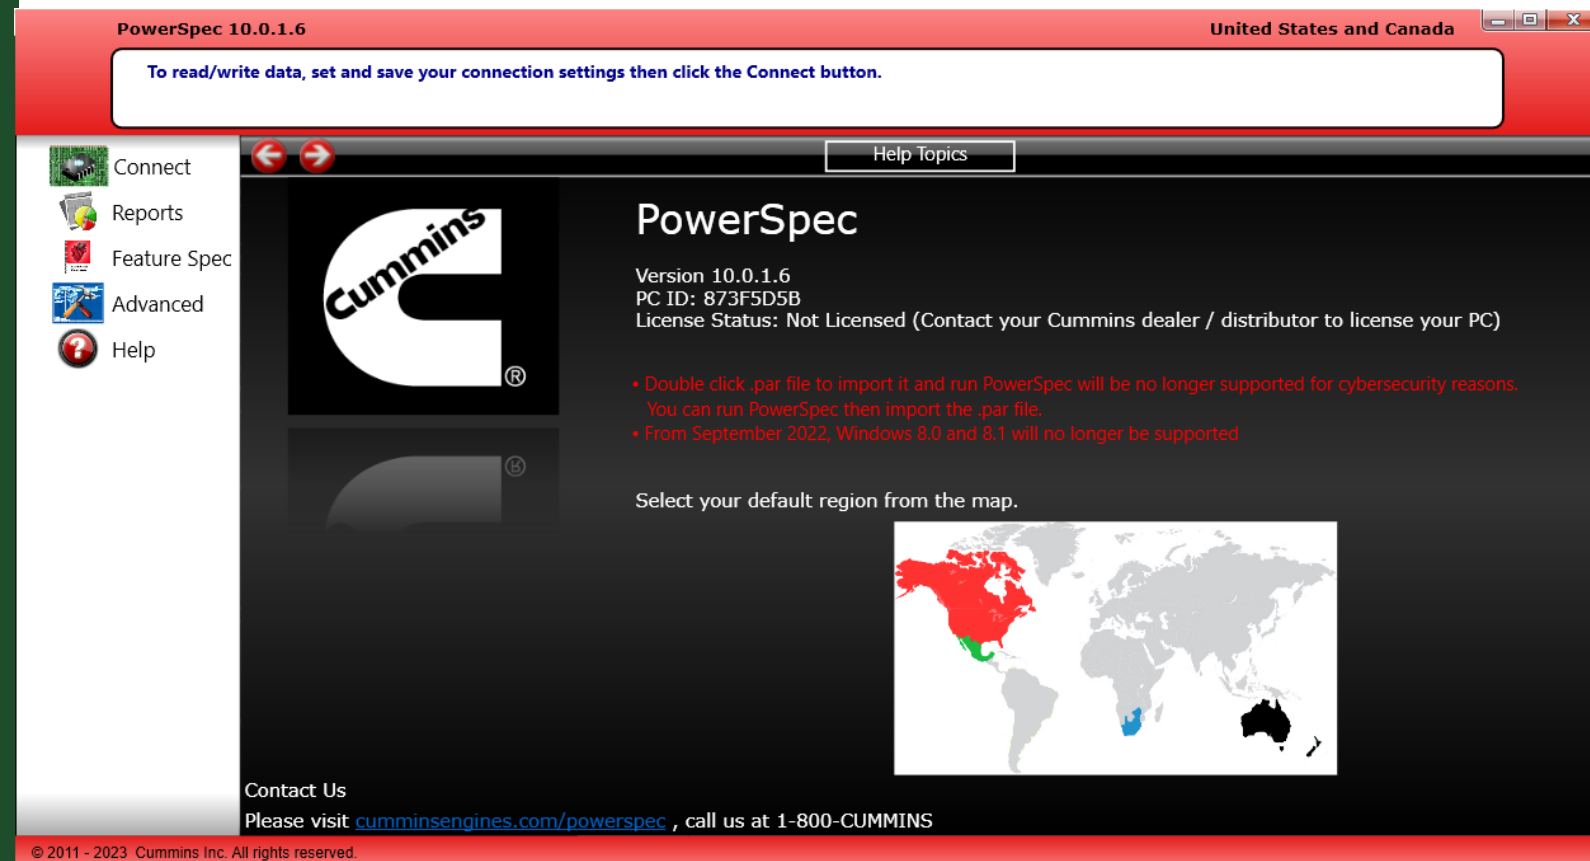 PowerSpec 10.0.1.6
United States and Canada
To read/write data, set and save your connection settings then click the Connect button.
Connect
Reports
Feature Spec
Advanced
Help
Help Topics
Cummins
®
PowerSpec
Version 10.0.1.6
PC ID: 873F5D5B
License Status: Not Licensed (Contact your Cummins dealer / distributor to license your PC)
• Double click .par file to import it and run PowerSpec will be no longer supported for cybersecurity reasons.
You can run PowerSpec then import the .par file.
• From September 2022, Windows 8.0 and 8.1 will no longer be supported
Select your default region from the map.
Contact Us
Please visit cumminsengines.com/powerspec , call us at 1-800-CUMMINS
© 2011 - 2023 Cummins Inc. All rights reserved.